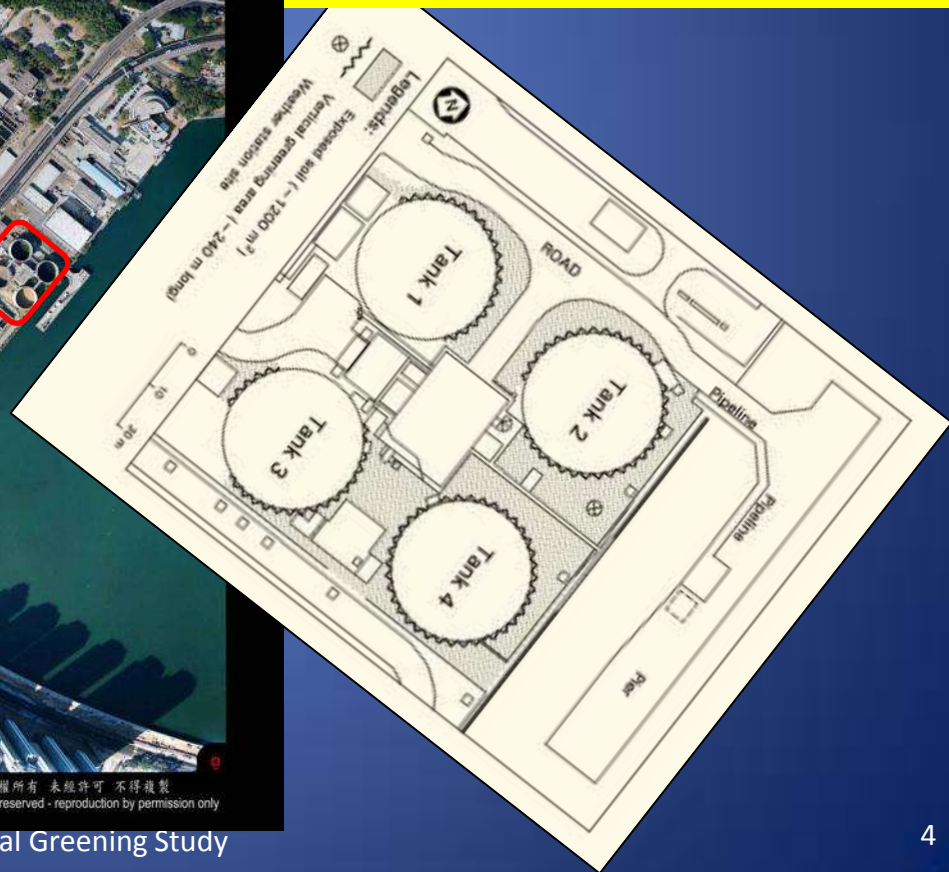 Legends:
Exposed soil (~1200 m²)
Vertical greening area (~240 m long)
Weather station site
N
ROAD
Tank 1
Tank 2
Tank 3
Tank 4
Pipeline
Pipeline
Pier
0
10
30 m
權所有 未經許可 不得複製
reserved - reproduction by permission only
al Greening Study
4